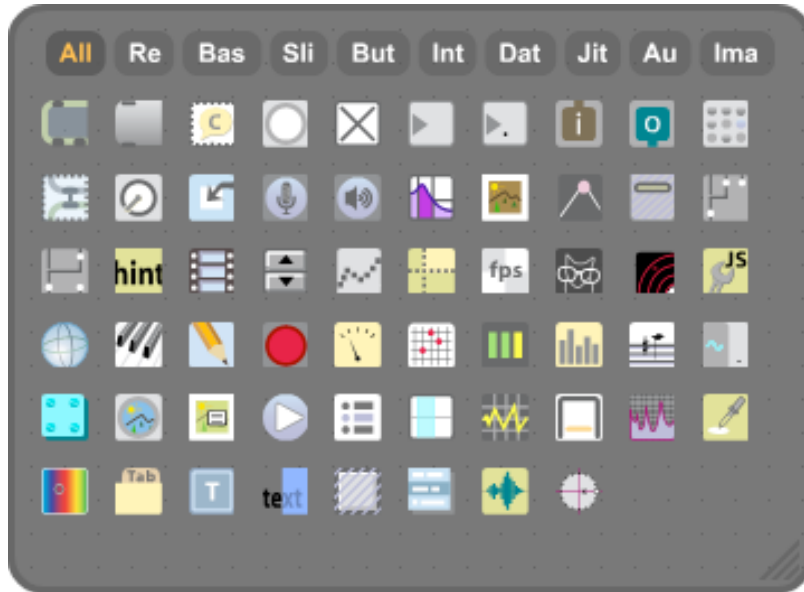 All Re Bas Sli But Int Dat Jit Au Ima
C i o
hint fps JS
Tab T text